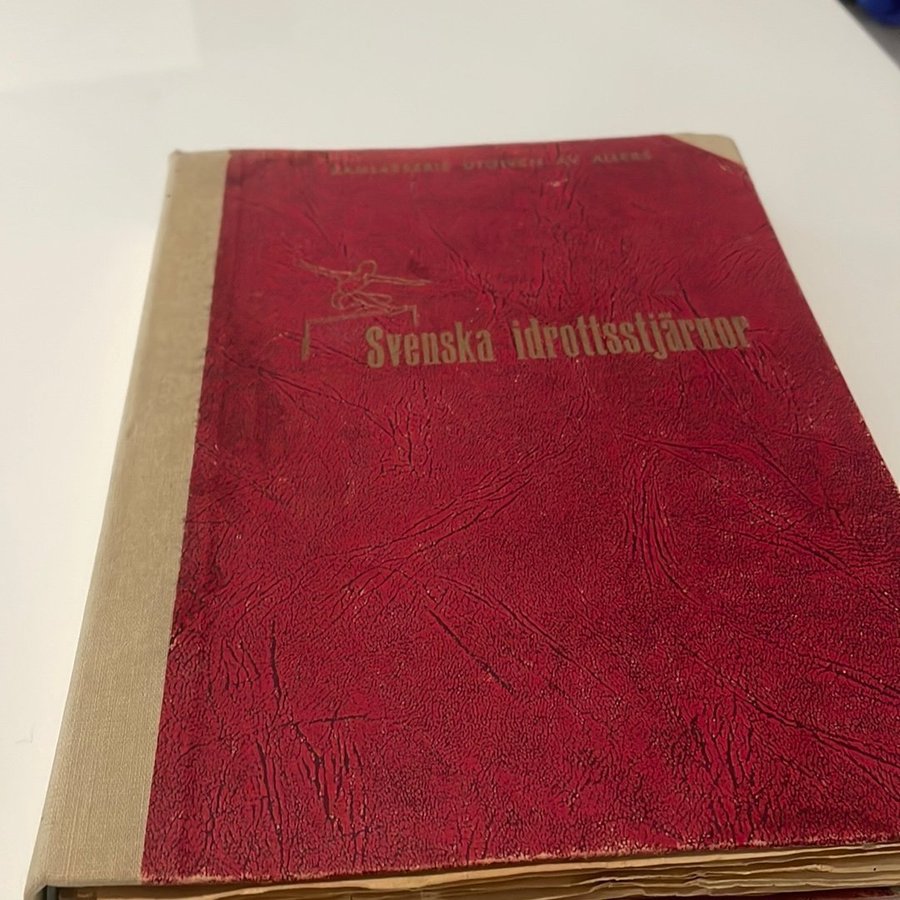 SAMLARSERIE UTGIVEN AV ALLERS
Svenska idrottsstjärnor